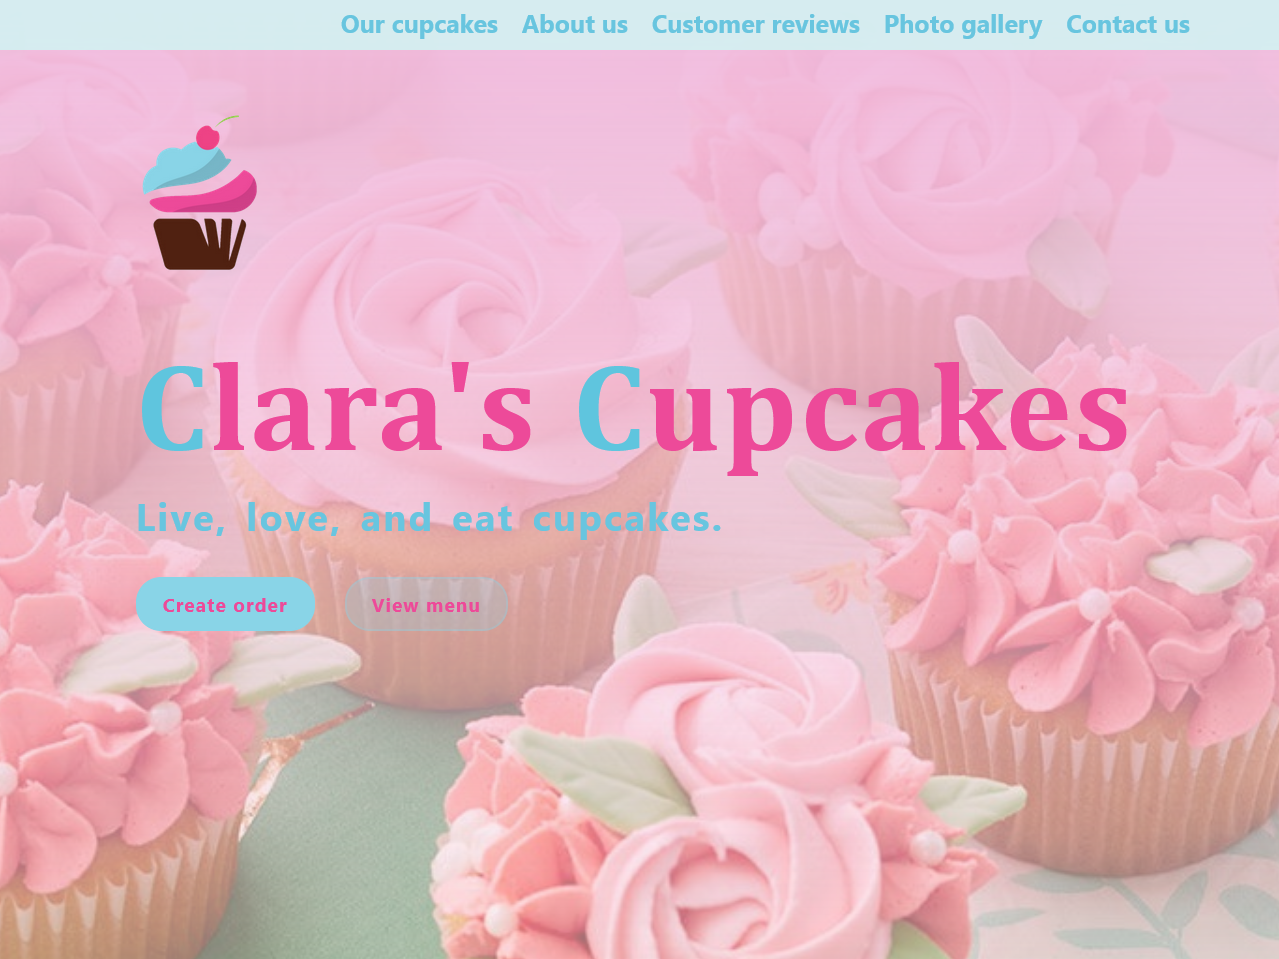 Our cupcakes About us Customer reviews Photo gallery Contact us
Clara's Cupcakes
Live, love, and eat cupcakes.
Create order View menu